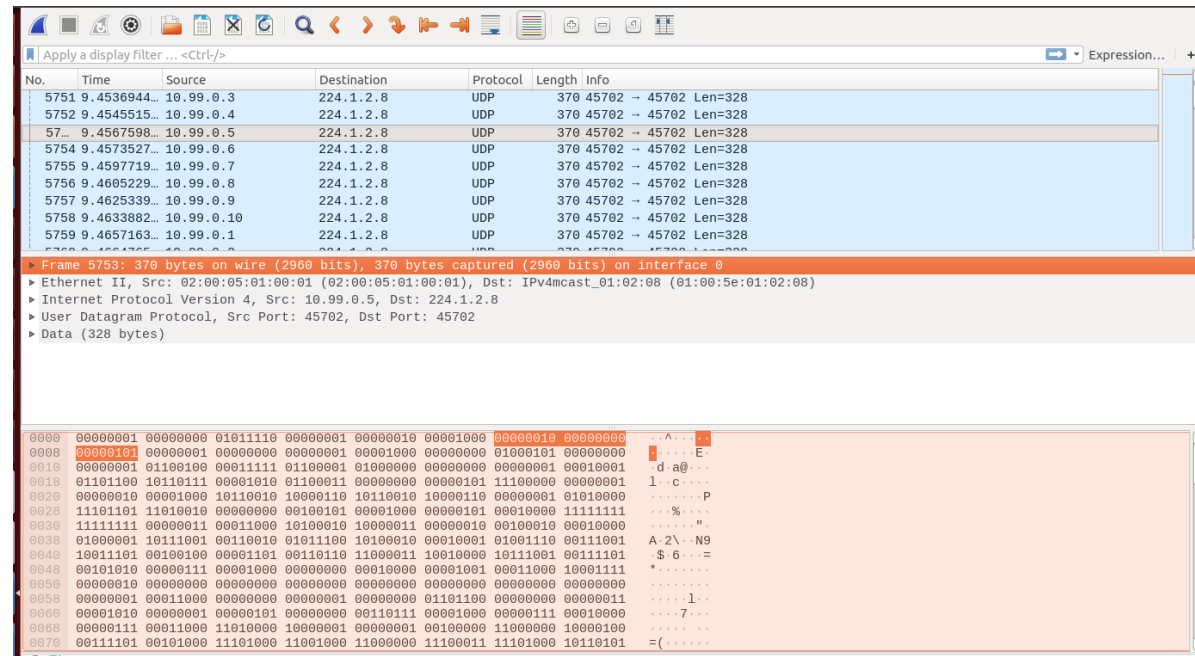 Apply a display filter … <Ctrl-/>
Expression…
+
No. Time Source Destination Protocol Length Info
5751 9.4536944… 10.99.0.3 224.1.2.8 UDP 370 45702 → 45702 Len=328
5752 9.4545515… 10.99.0.4 224.1.2.8 UDP 370 45702 → 45702 Len=328
57… 9.4567598… 10.99.0.5 224.1.2.8 UDP 370 45702 → 45702 Len=328
5754 9.4573527… 10.99.0.6 224.1.2.8 UDP 370 45702 → 45702 Len=328
5755 9.4597719… 10.99.0.7 224.1.2.8 UDP 370 45702 → 45702 Len=328
5756 9.4605229… 10.99.0.8 224.1.2.8 UDP 370 45702 → 45702 Len=328
5757 9.4625339… 10.99.0.9 224.1.2.8 UDP 370 45702 → 45702 Len=328
5758 9.4633882… 10.99.0.10 224.1.2.8 UDP 370 45702 → 45702 Len=328
5759 9.4657163… 10.99.0.1 224.1.2.8 UDP 370 45702 → 45702 Len=328
Frame 5753: 370 bytes on wire (2960 bits), 370 bytes captured (2960 bits) on interface 0
Ethernet II, Src: 02:00:05:01:00:01 (02:00:05:01:00:01), Dst: IPv4mcast_01:02:08 (01:00:5e:01:02:08)
Internet Protocol Version 4, Src: 10.99.0.5, Dst: 224.1.2.8
User Datagram Protocol, Src Port: 45702, Dst Port: 45702
Data (328 bytes)
0000 00000001 00000000 01011110 00000001 00000010 00001000 00000010 00000000 ··^·····
0008 00000101 00000001 00000000 00000001 00001000 00000000 01000101 00000000 ······E·
0010 00000001 01100100 00011111 01100001 01000000 00000000 00000001 00010001 ·d·a@···
0018 01101100 10110111 00001010 01100011 00000000 00000101 11100000 00000001 l··c····
0020 00000010 00001000 10110010 10000110 10110010 10000110 00000001 01010000 ·······P
0028 11101101 11010010 00000000 00100101 00001000 00000101 00010000 11111111 ···%····
0030 11111111 00000011 00011000 10100010 10000011 00000010 00100010 00010000 ······"·
0038 01000001 10111001 00110010 01011100 10100010 00010001 01001110 00111001 A·2\··N9
0040 10011101 00100100 00001101 00110110 11000011 10010000 10111001 00111101 ·$·6···=
0048 00101010 00000111 00001000 00000000 00010000 00001001 00011000 10001111 *·······
0050 00000010 00000000 00000000 00000000 00000000 00000000 00000000 00000000 ········
0058 00000001 00011000 00000000 00000001 00000000 01101100 00000000 00000011 ·····l··
0060 00001010 00000001 00000101 00000000 00110111 00001000 00000111 00010000 ····7···
0068 00000111 00011000 11010000 10000001 00000001 00100000 11000000 10000100 ····· ··
0070 00111101 00101000 11101000 11001000 11000000 11100011 11101000 10110101 =(······